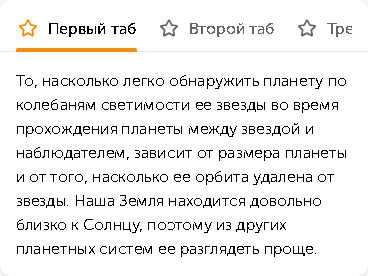 Первый таб Второй таб Тре
То, насколько легко обнаружить планету по
колебаням светимости ее звезды во время
прохождения планеты между звездой и
наблюдателем, зависит от размера планеты
и от того, насколько ее орбита удалена от
звезды. Наша Земля находится довольно
близко к Солнцу, поэтому из других
планетных систем ее разглядеть проще.